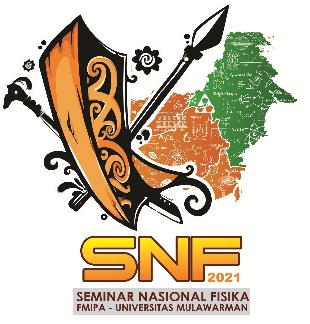 SNF
2021
SEMINAR NASIONAL FISIKA
FMIPA - UNIVERSITAS MULAWARMAN